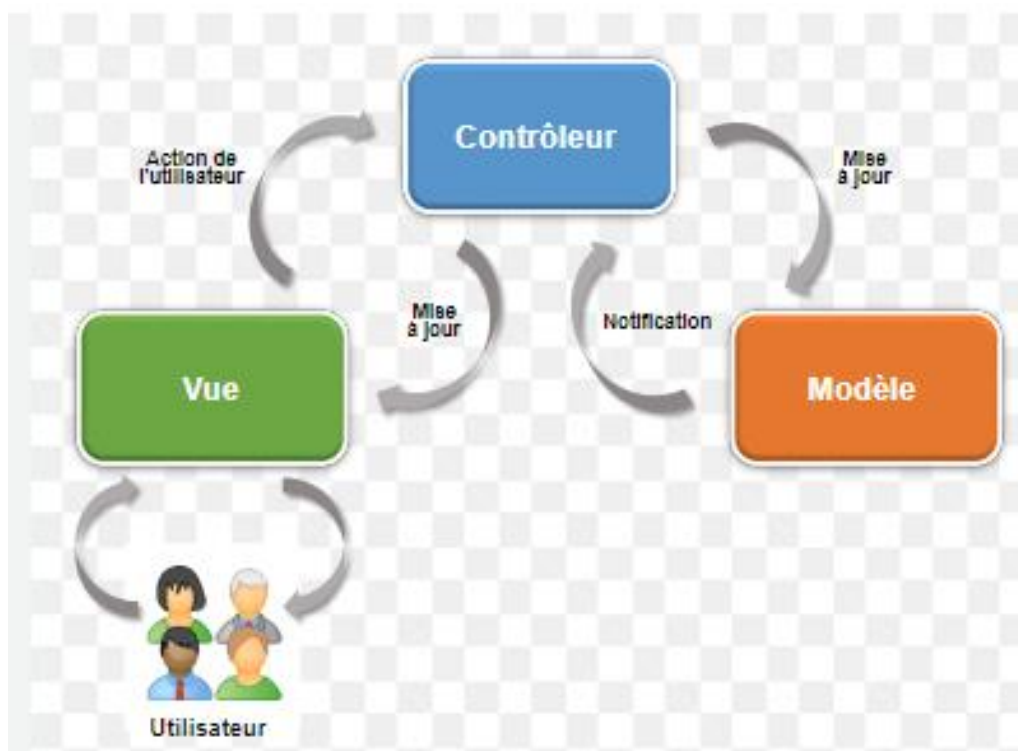 Contrôleur
Action de
l'utilisateur
Mise
à jour
Mise
à jour
Notification
Vue
Modèle
Utilisateur